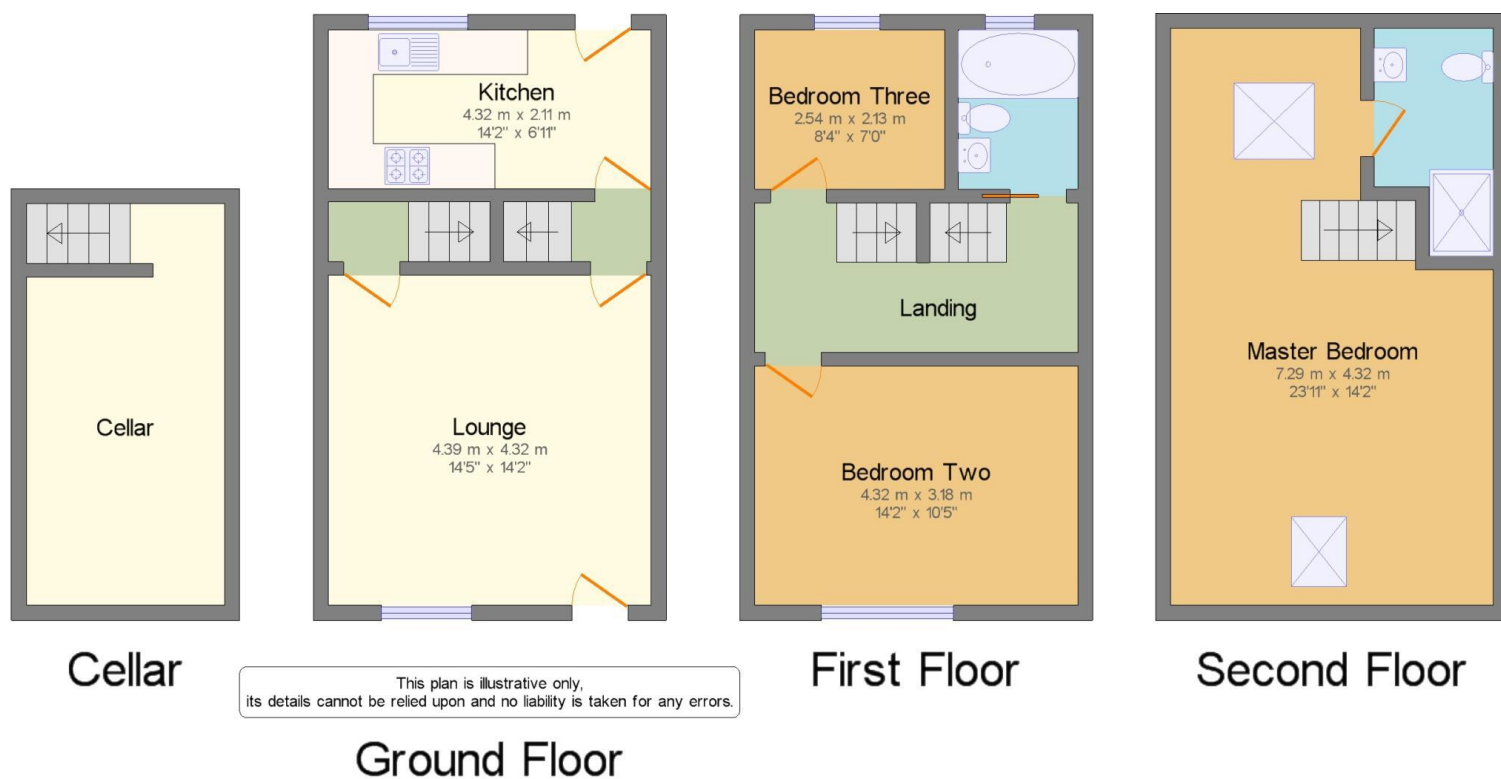 Kitchen
4.32 m x 2.11 m
14'2" x 6'11"
Bedroom Three
2.54 m x 2.13 m
8'4" x 7'0"
Landing
Master Bedroom
7.29 m x 4.32 m
23'11" x 14'2"
Cellar
Lounge
4.39 m x 4.32 m
14'5" x 14'2"
Bedroom Two
4.32 m x 3.18 m
14'2" x 10'5"
Cellar
This plan is illustrative only,
its details cannot be relied upon and no liability is taken for any errors.
Ground Floor
First Floor
Second Floor